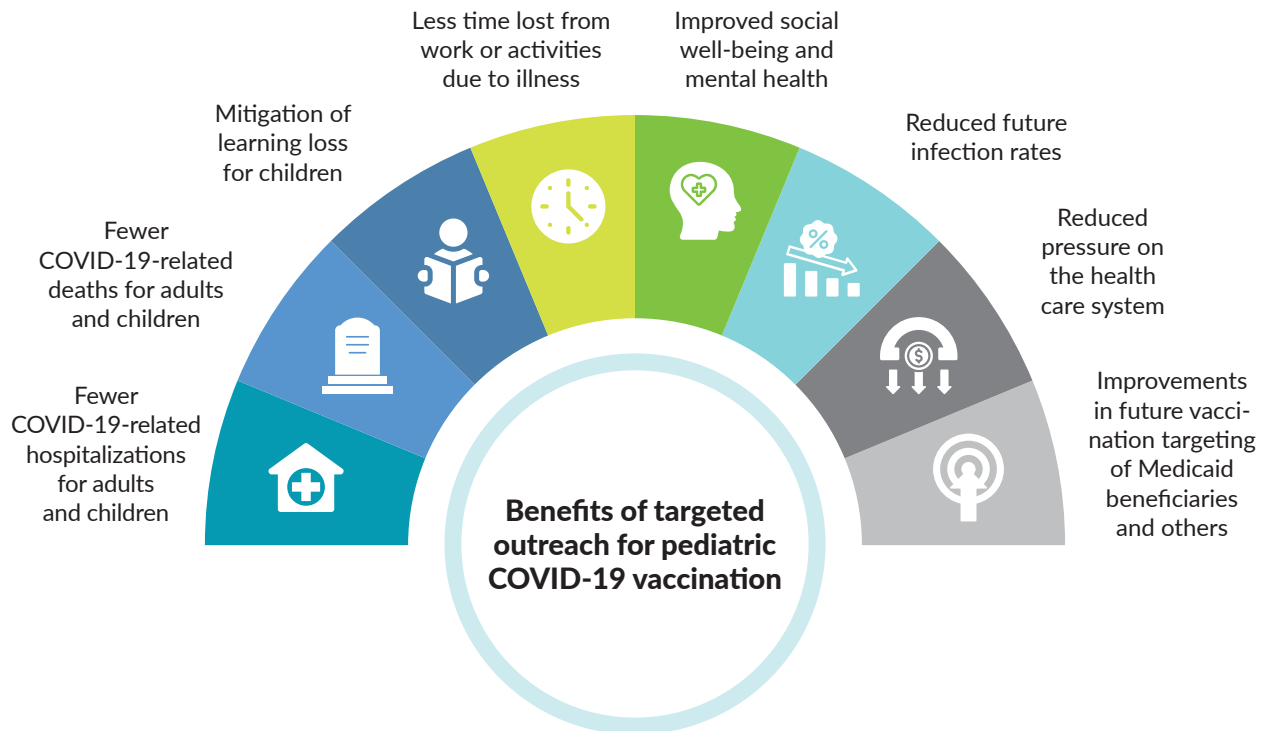 Less time lost from
work or activities
due to illness
Improved social
well-being and
mental health
Mitigation of
learning loss
for children
Reduced future
infection rates
Fewer
COVID-19-related
deaths for adults
and children
Reduced
pressure on
the health
care system
Fewer
COVID-19-related
hospitalizations
for adults
and children
Improvements
in future vacci-
nation targeting
of Medicaid
beneficiaries
and others
%
$
Benefits of targeted
outreach for pediatric
COVID-19 vaccination